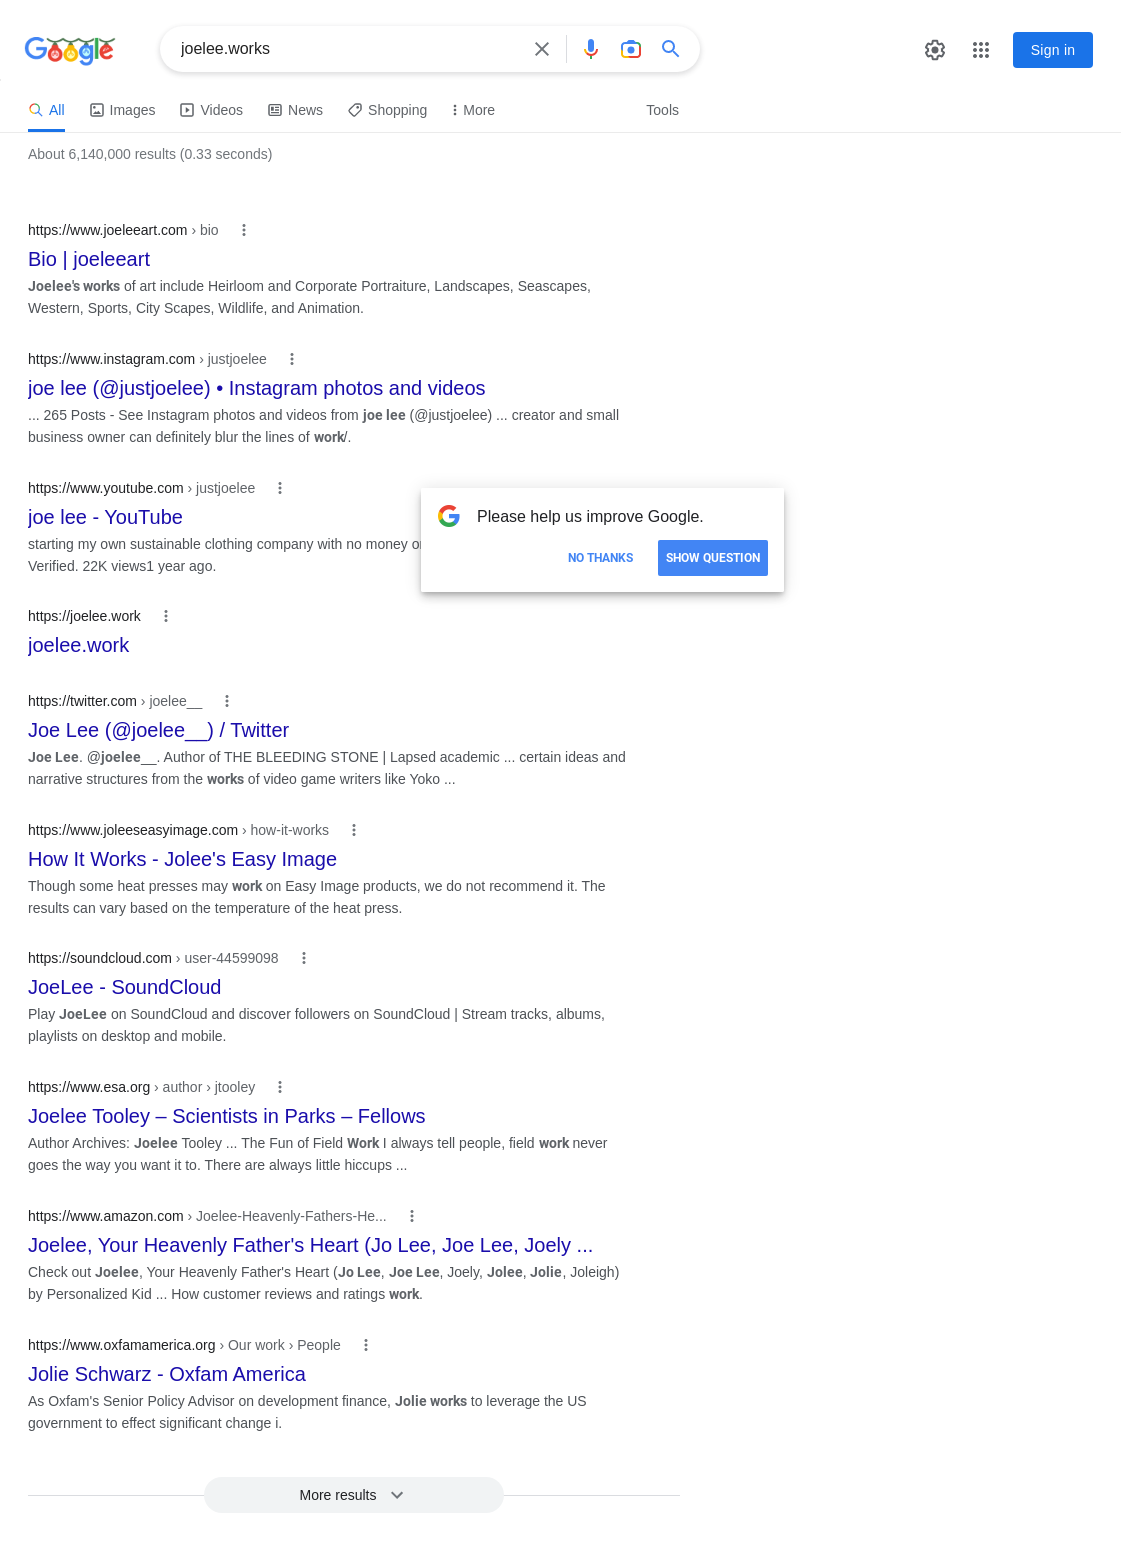 Google
joelee.works
Sign in
All
Images
Videos
News
Shopping
More
Tools
About 6,140,000 results (0.33 seconds)
https://www.joeleeart.com › bio
Bio | joeleeart
Joelee's works of art include Heirloom and Corporate Portraiture, Landscapes, Seascapes,
Western, Sports, City Scapes, Wildlife, and Animation.
https://www.instagram.com › justjoelee
joe lee (@justjoelee) • Instagram photos and videos
... 265 Posts - See Instagram photos and videos from joe lee (@justjoelee) ... creator and small
business owner can definitely blur the lines of work/.
https://www.youtube.com › justjoelee
joe lee - YouTube
starting my own sustainable clothing company with no money
Verified. 22K views1 year ago.
Please help us improve Google.
NO THANKS
SHOW QUESTION
https://joelee.work
joelee.work
https://twitter.com › joelee__
Joe Lee (@joelee__) / Twitter
Joe Lee. @joelee__. Author of THE BLEEDING STONE | Lapsed academic ... certain ideas and
narrative structures from the works of video game writers like Yoko ...
https://www.joleeseasyimage.com › how-it-works
How It Works - Jolee's Easy Image
Though some heat presses may work on Easy Image products, we do not recommend it. The
results can vary based on the temperature of the heat press.
https://soundcloud.com › user-44599098
JoeLee - SoundCloud
Play JoeLee on SoundCloud and discover followers on SoundCloud | Stream tracks, albums,
playlists on desktop and mobile.
https://www.esa.org › author › jtooley
Joelee Tooley – Scientists in Parks – Fellows
Author Archives: Joelee Tooley ... The Fun of Field Work I always tell people, field work never
goes the way you want it to. There are always little hiccups ...
https://www.amazon.com › Joelee-Heavenly-Fathers-He...
Joelee, Your Heavenly Father's Heart (Jo Lee, Joe Lee, Joely ...
Check out Joelee, Your Heavenly Father's Heart (Jo Lee, Joe Lee, Joely, Jolee, Jolie, Joleigh)
by Personalized Kid ... How customer reviews and ratings work.
https://www.oxfamamerica.org › Our work › People
Jolie Schwarz - Oxfam America
As Oxfam's Senior Policy Advisor on development finance, Jolie works to leverage the US
government to effect significant change i.
More results